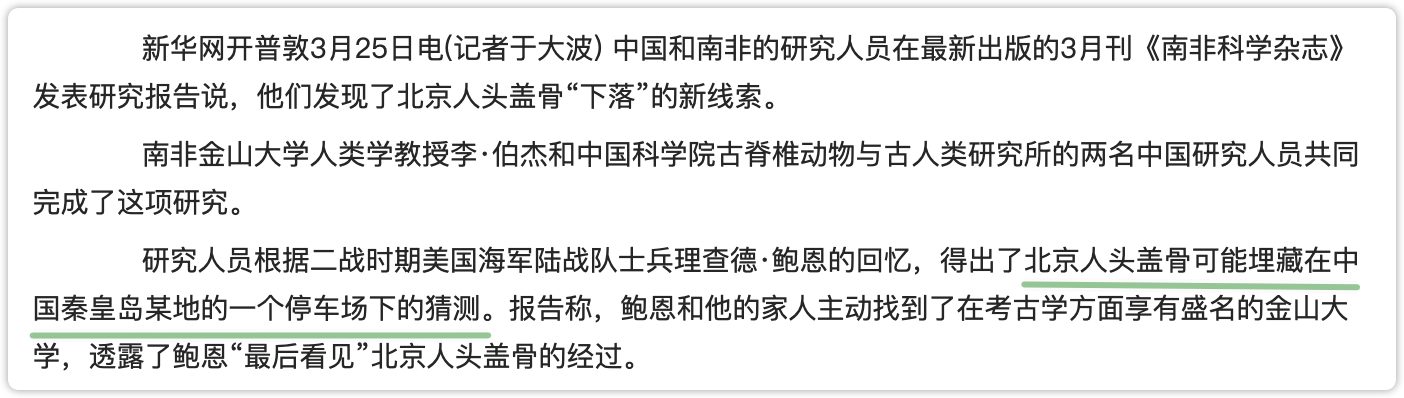 新华网开普敦3月25日电(记者于大波) 中国和南非的研究人员在最新出版的3月刊《南非科学杂志》
发表研究报告说，他们发现了北京人头盖骨“下落”的新线索。
南非金山大学人类学教授李·伯杰和中国科学院古脊椎动物与古人类研究所的两名中国研究人员共同
完成了这项研究。
研究人员根据二战时期美国海军陆战队士兵理查德·鲍恩的回忆，得出了北京人头盖骨可能埋藏在中
国秦皇岛某地的一个停车场下的猜测。报告称，鲍恩和他的家人主动找到了在考古学方面享有盛名的金山大
学，透露了鲍恩“最后看见”北京人头盖骨的经过。